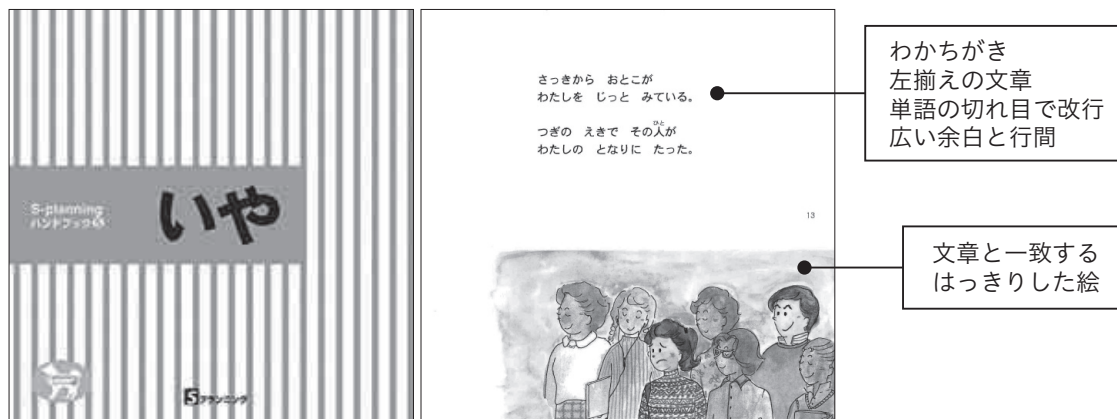 S-planning
ハンドブック⑤
いや
Sプランニング
さっきから　おとこが
わたしを　じっと　みている。
つぎの　えきで　その人が
ひと
わたしの　となりに　たった。
13
わかちがき
左揃えの文章
単語の切れ目で改行
広い余白と行間
文章と一致する
はっきりした絵